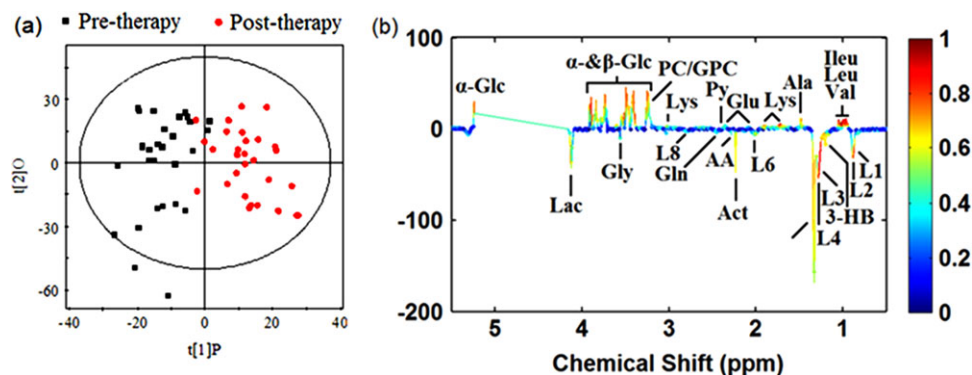 (a)
Pre-therapy
Post-therapy
t[2]O
30
0
-30
-60
-40
-20
0
20
40
t[1]P
(b)
100
0
-100
-200
5
4
3
2
1
Chemical Shift (ppm)
α-Glc
α-&β-Glc
PC/GPC
Lys
Py
Glu
Lys
Ala
Ileu
Leu
Val
Lac
Gly
L8
Gln
AA
Act
L6
L4
L3
3-HB
L2
L1
1
0.8
0.6
0.4
0.2
0